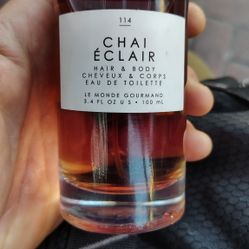 114
CHAI
ÉCLAIR
HAIR & BODY
CHEVEUX & CORPS
EAU DE TOILETTE
LE MONDE GOURMAND
3.4 FL OZ US • 100 mL